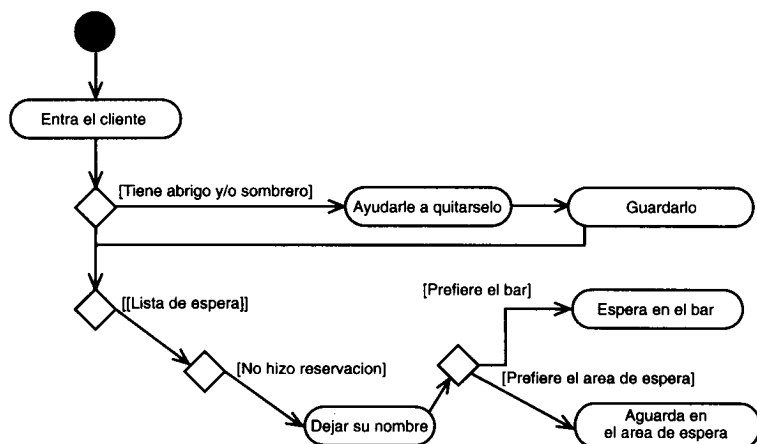 Entra el cliente
[Tiene abrigo y/o sombrero]
Ayudarle a quitarselo
Guardarlo
[[Lista de espera]]
[Prefiere el bar]
Espera en el bar
[No hizo reservacion]
[Prefiere el area de espera]
Dejar su nombre
Aguarda en
el area de espera